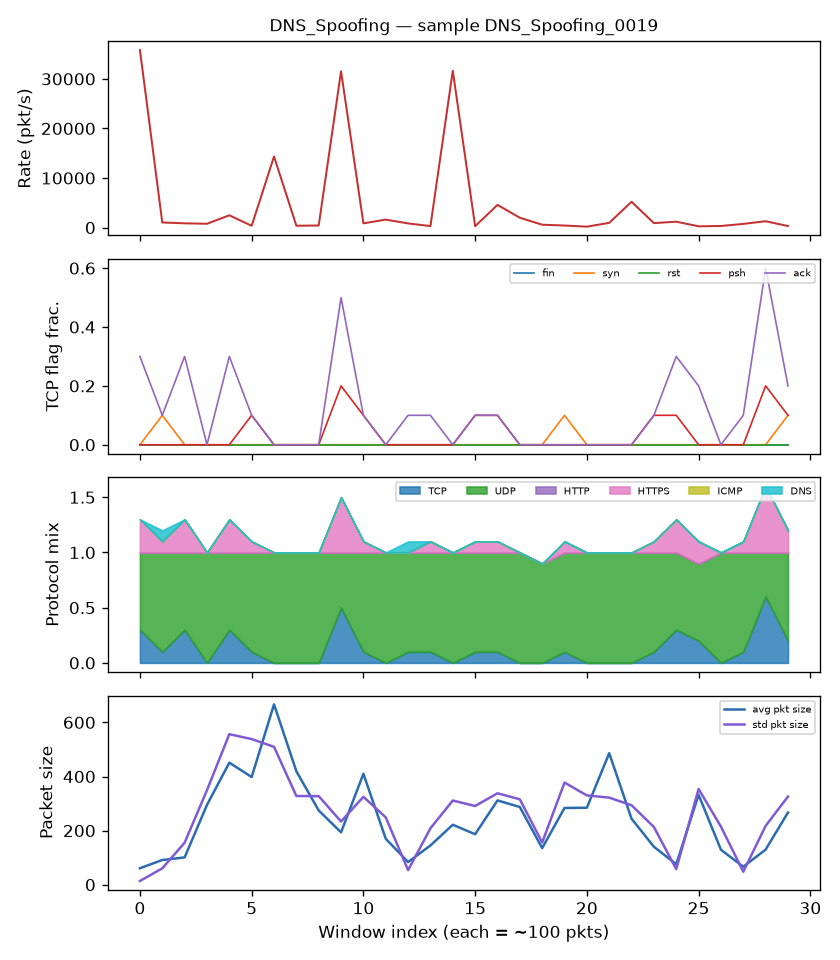 DNS_Spoofing — sample DNS_Spoofing_0019
Rate (pkt/s)
30000
20000
10000
0
TCP flag frac.
0.6
0.4
0.2
0.0
fin syn rst psh ack
Protocol mix
1.5
1.0
0.5
0.0
TCP UDP HTTP HTTPS ICMP DNS
Packet size
600
400
200
0
avg pkt size
std pkt size
0 5 10 15 20 25 30
Window index (each = ~100 pkts)